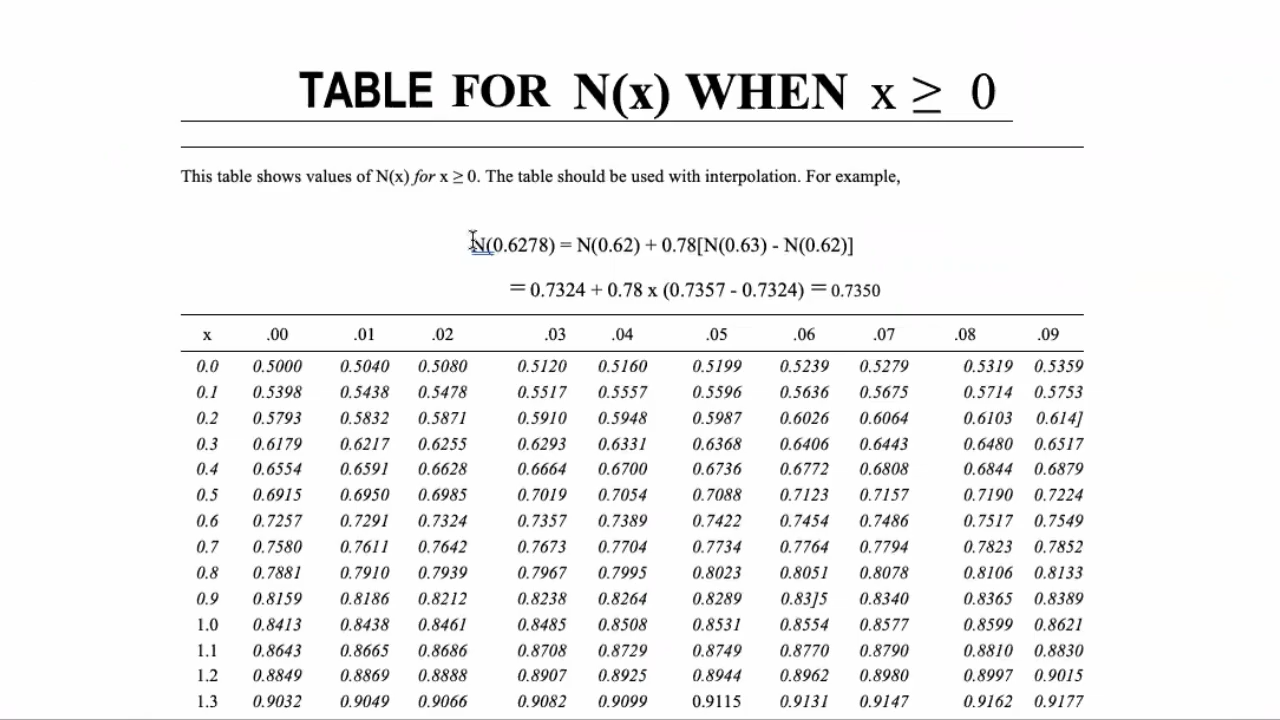 TABLE FOR N(x) WHEN x ≥ 0
This table shows values of N(x) for x ≥ 0. The table should be used with interpolation. For example,
N(0.6278) = N(0.62) + 0.78[N(0.63) - N(0.62)]
= 0.7324 + 0.78 x (0.7357 - 0.7324) = 0.7350
x .00 .01 .02 .03 .04 .05 .06 .07 .08 .09
0.0 0.5000 0.5040 0.5080 0.5120 0.5160 0.5199 0.5239 0.5279 0.5319 0.5359
0.1 0.5398 0.5438 0.5478 0.5517 0.5557 0.5596 0.5636 0.5675 0.5714 0.5753
0.2 0.5793 0.5832 0.5871 0.5910 0.5948 0.5987 0.6026 0.6064 0.6103 0.614]
0.3 0.6179 0.6217 0.6255 0.6293 0.6331 0.6368 0.6406 0.6443 0.6480 0.6517
0.4 0.6554 0.6591 0.6628 0.6664 0.6700 0.6736 0.6772 0.6808 0.6844 0.6879
0.5 0.6915 0.6950 0.6985 0.7019 0.7054 0.7088 0.7123 0.7157 0.7190 0.7224
0.6 0.7257 0.7291 0.7324 0.7357 0.7389 0.7422 0.7454 0.7486 0.7517 0.7549
0.7 0.7580 0.7611 0.7642 0.7673 0.7704 0.7734 0.7764 0.7794 0.7823 0.7852
0.8 0.7881 0.7910 0.7939 0.7967 0.7995 0.8023 0.8051 0.8078 0.8106 0.8133
0.9 0.8159 0.8186 0.8212 0.8238 0.8264 0.8289 0.83]5 0.8340 0.8365 0.8389
1.0 0.8413 0.8438 0.8461 0.8485 0.8508 0.8531 0.8554 0.8577 0.8599 0.8621
1.1 0.8643 0.8665 0.8686 0.8708 0.8729 0.8749 0.8770 0.8790 0.8810 0.8830
1.2 0.8849 0.8869 0.8888 0.8907 0.8925 0.8944 0.8962 0.8980 0.8997 0.9015
1.3 0.9032 0.9049 0.9066 0.9082 0.9099 0.9115 0.9131 0.9147 0.9162 0.9177